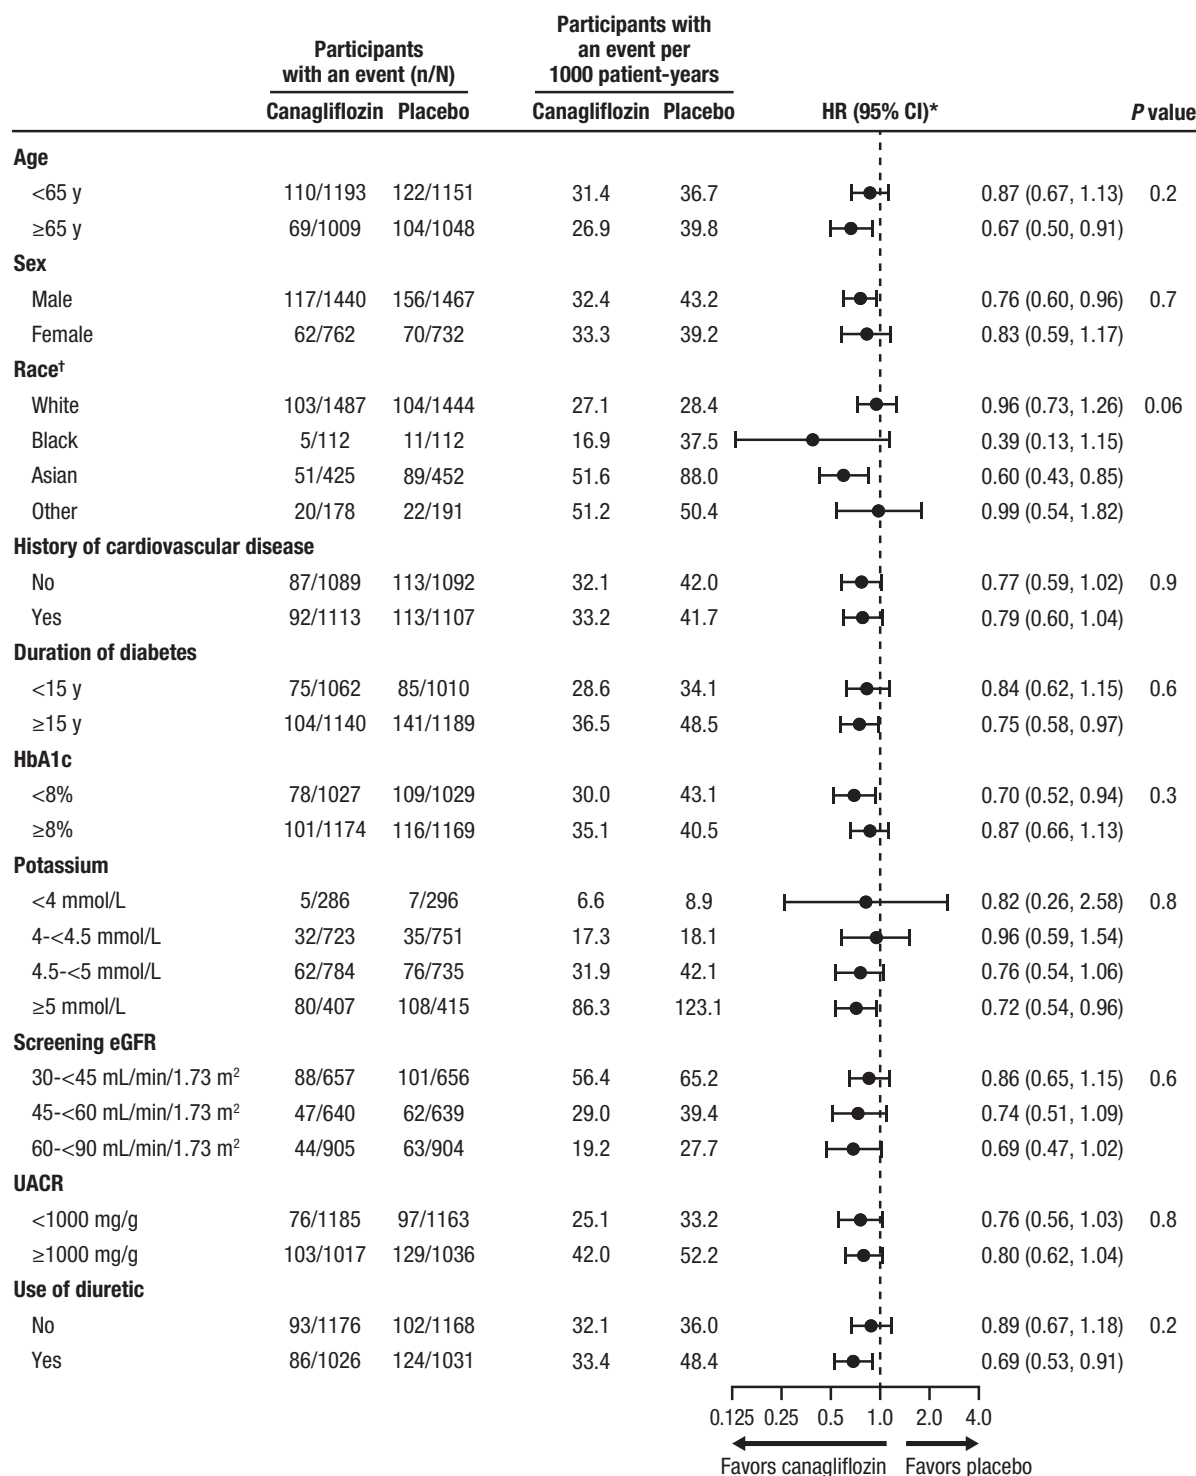 Participants with an event (n/N)
Participants with an event per 1000 patient-years
Canagliflozin Placebo Canagliflozin Placebo HR (95% CI)* P value
Age
<65 y 110/1193 122/1151 31.4 36.7 0.87 (0.67, 1.13) 0.2
≥65 y 69/1009 104/1048 26.9 39.8 0.67 (0.50, 0.91)
Sex
Male 117/1440 156/1467 32.4 43.2 0.76 (0.60, 0.96) 0.7
Female 62/762 70/732 33.3 39.2 0.83 (0.59, 1.17)
Race†
White 103/1487 104/1444 27.1 28.4 0.96 (0.73, 1.26) 0.06
Black 5/112 11/112 16.9 37.5 0.39 (0.13, 1.15)
Asian 51/425 89/452 51.6 88.0 0.60 (0.43, 0.85)
Other 20/178 22/191 51.2 50.4 0.99 (0.54, 1.82)
History of cardiovascular disease
No 87/1089 113/1092 32.1 42.0 0.77 (0.59, 1.02) 0.9
Yes 92/1113 113/1107 33.2 41.7 0.79 (0.60, 1.04)
Duration of diabetes
<15 y 75/1062 85/1010 28.6 34.1 0.84 (0.62, 1.15) 0.6
≥15 y 104/1140 141/1189 36.5 48.5 0.75 (0.58, 0.97)
HbA1c
<8% 78/1027 109/1029 30.0 43.1 0.70 (0.52, 0.94) 0.3
≥8% 101/1174 116/1169 35.1 40.5 0.87 (0.66, 1.13)
Potassium
<4 mmol/L 5/286 7/296 6.6 8.9 0.82 (0.26, 2.58) 0.8
4-<4.5 mmol/L 32/723 35/751 17.3 18.1 0.96 (0.59, 1.54)
4.5-<5 mmol/L 62/784 76/735 31.9 42.1 0.76 (0.54, 1.06)
≥5 mmol/L 80/407 108/415 86.3 123.1 0.72 (0.54, 0.96)
Screening eGFR
30-<45 mL/min/1.73 m² 88/657 101/656 56.4 65.2 0.86 (0.65, 1.15) 0.6
45-<60 mL/min/1.73 m² 47/640 62/639 29.0 39.4 0.74 (0.51, 1.09)
60-<90 mL/min/1.73 m² 44/905 63/904 19.2 27.7 0.69 (0.47, 1.02)
UACR
<1000 mg/g 76/1185 97/1163 25.1 33.2 0.76 (0.56, 1.03) 0.8
≥1000 mg/g 103/1017 129/1036 42.0 52.2 0.80 (0.62, 1.04)
Use of diuretic
No 93/1176 102/1168 32.1 36.0 0.89 (0.67, 1.18) 0.2
Yes 86/1026 124/1031 33.4 48.4 0.69 (0.53, 0.91)
0.125 0.25 0.5 1.0 2.0 4.0
Favors canagliflozin Favors placebo